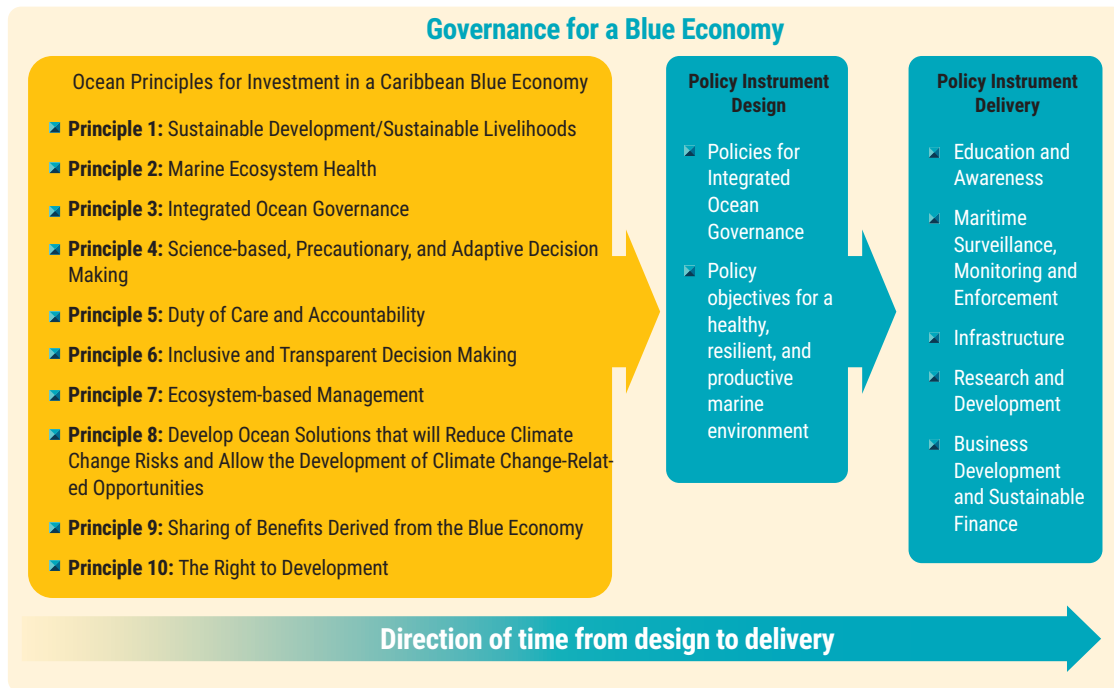 Governance for a Blue Economy
Ocean Principles for Investment in a Caribbean Blue Economy
Principle 1: Sustainable Development/Sustainable Livelihoods
Principle 2: Marine Ecosystem Health
Principle 3: Integrated Ocean Governance
Principle 4: Science-based, Precautionary, and Adaptive Decision
Making
Principle 5: Duty of Care and Accountability
Principle 6: Inclusive and Transparent Decision Making
Principle 7: Ecosystem-based Management
Principle 8: Develop Ocean Solutions that will Reduce Climate
Change Risks and Allow the Development of Climate Change-Relat-
ed Opportunities
Principle 9: Sharing of Benefits Derived from the Blue Economy
Principle 10: The Right to Development
Policy Instrument
Design
Policies for
Integrated
Ocean
Governance
Policy
objectives for a
healthy,
resilient, and
productive
marine
environment
Policy Instrument
Delivery
Education and
Awareness
Maritime
Surveillance,
Monitoring and
Enforcement
Infrastructure
Research and
Development
Business
Development
and Sustainable
Finance
Direction of time from design to delivery